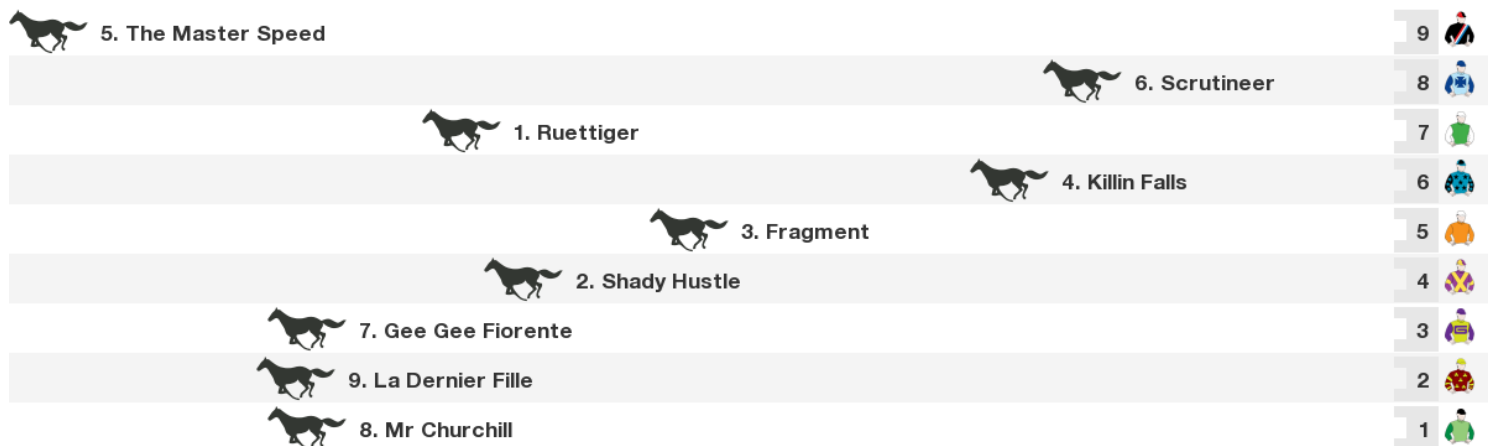 5. The Master Speed 9
6. Scrutineer 8
1. Ruettiger 7
4. Killin Falls 6
3. Fragment 5
2. Shady Hustle 4
7. Gee Gee Fiorente 3
9. La Dernier Fille 2
8. Mr Churchill 1